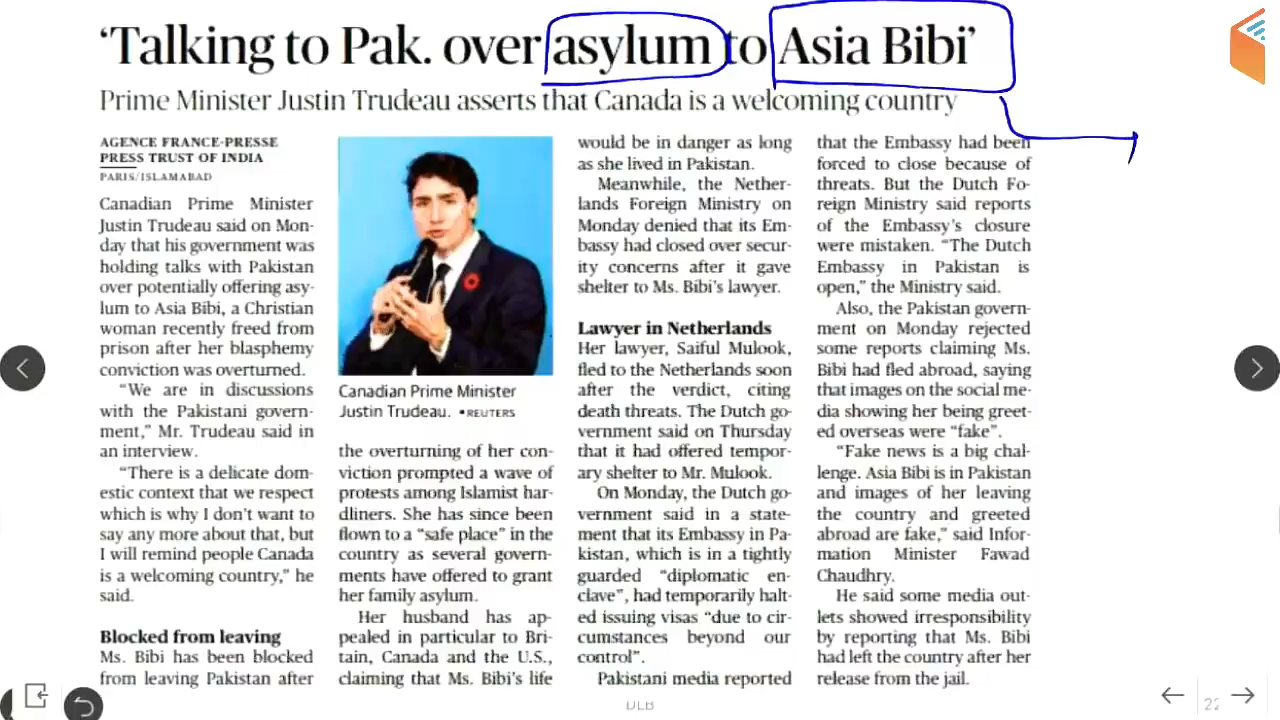 ‘Talking to Pak. over asylum to Asia Bibi’
Prime Minister Justin Trudeau asserts that Canada is a welcoming country
AGENCE FRANCE-PRESSE
PRESS TRUST OF INDIA
PARIS/ISLAMABAD
Canadian Prime Minister
Justin Trudeau said on Mon-
day that his government was
holding talks with Pakistan
over potentially offering asy-
lum to Asia Bibi, a Christian
woman recently freed from
prison after her blasphemy
conviction was overturned.
“We are in discussions
with the Pakistani govern-
ment,” Mr. Trudeau said in
an interview.
“There is a delicate dom-
estic context that we respect
which is why I don’t want to
say any more about that, but
I will remind people Canada
is a welcoming country,” he
said.
Blocked from leaving
Ms. Bibi has been blocked
from leaving Pakistan after
Canadian Prime Minister
Justin Trudeau. •REUTERS
the overturning of her con-
viction prompted a wave of
protests among Islamist har-
dliners. She has since been
flown to a “safe place” in the
country as several govern-
ments have offered to grant
her family asylum.
Her husband has ap-
pealed in particular to Bri-
tain, Canada and the U.S.,
claiming that Ms. Bibi’s life
would be in danger as long
as she lived in Pakistan.
Meanwhile, the Nether-
lands Foreign Ministry on
Monday denied that its Em-
bassy had closed over secur-
ity concerns after it gave
shelter to Ms. Bibi’s lawyer.
Lawyer in Netherlands
Her lawyer, Saiful Mulook,
fled to the Netherlands soon
after the verdict, citing
death threats. The Dutch go-
vernment said on Thursday
that it had offered tempor-
ary shelter to Mr. Mulook.
On Monday, the Dutch go-
vernment said in a state-
ment that its Embassy in Pa-
kistan, which is in a tightly
guarded “diplomatic en-
clave”, had temporarily halt-
ed issuing visas “due to cir-
cumstances beyond our
control”.
Pakistani media reported
that the Embassy had been
forced to close because of
threats. But the Dutch Fo-
reign Ministry said reports
of the Embassy’s closure
were mistaken. “The Dutch
Embassy in Pakistan is
open,” the Ministry said.
Also, the Pakistan govern-
ment on Monday rejected
some reports claiming Ms.
Bibi had fled abroad, saying
that images on the social me-
dia showing her being greet-
ed overseas were “fake”.
“Fake news is a big chal-
lenge. Asia Bibi is in Pakistan
and images of her leaving
the country and greeted
abroad are fake,” said Infor-
mation Minister Fawad
Chaudhry.
He said some media out-
lets showed irresponsibility
by reporting that Ms. Bibi
had left the country after her
release from the jail.
DLB